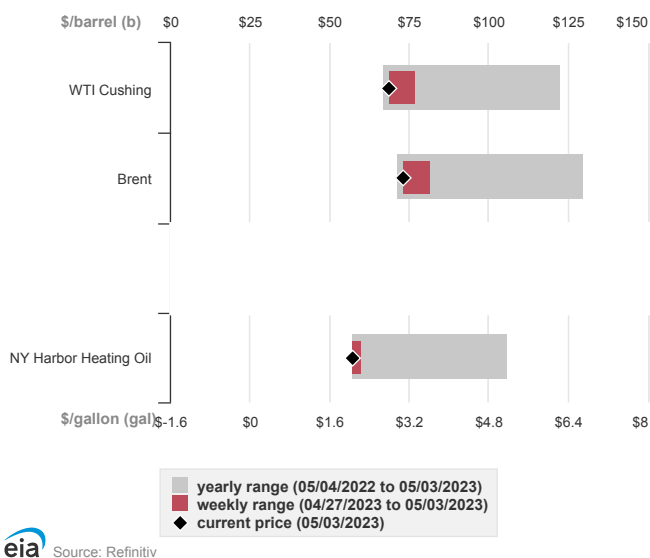 $/barrel (b) $0 $25 $50 $75 $100 $125 $150
WTI Cushing
Brent
NY Harbor Heating Oil
$/gallon (gal) $-1.6 $0 $1.6 $3.2 $4.8 $6.4 $8
yearly range (05/04/2022 to 05/03/2023)
weekly range (04/27/2023 to 05/03/2023)
current price (05/03/2023)
eia Source: Refinitiv